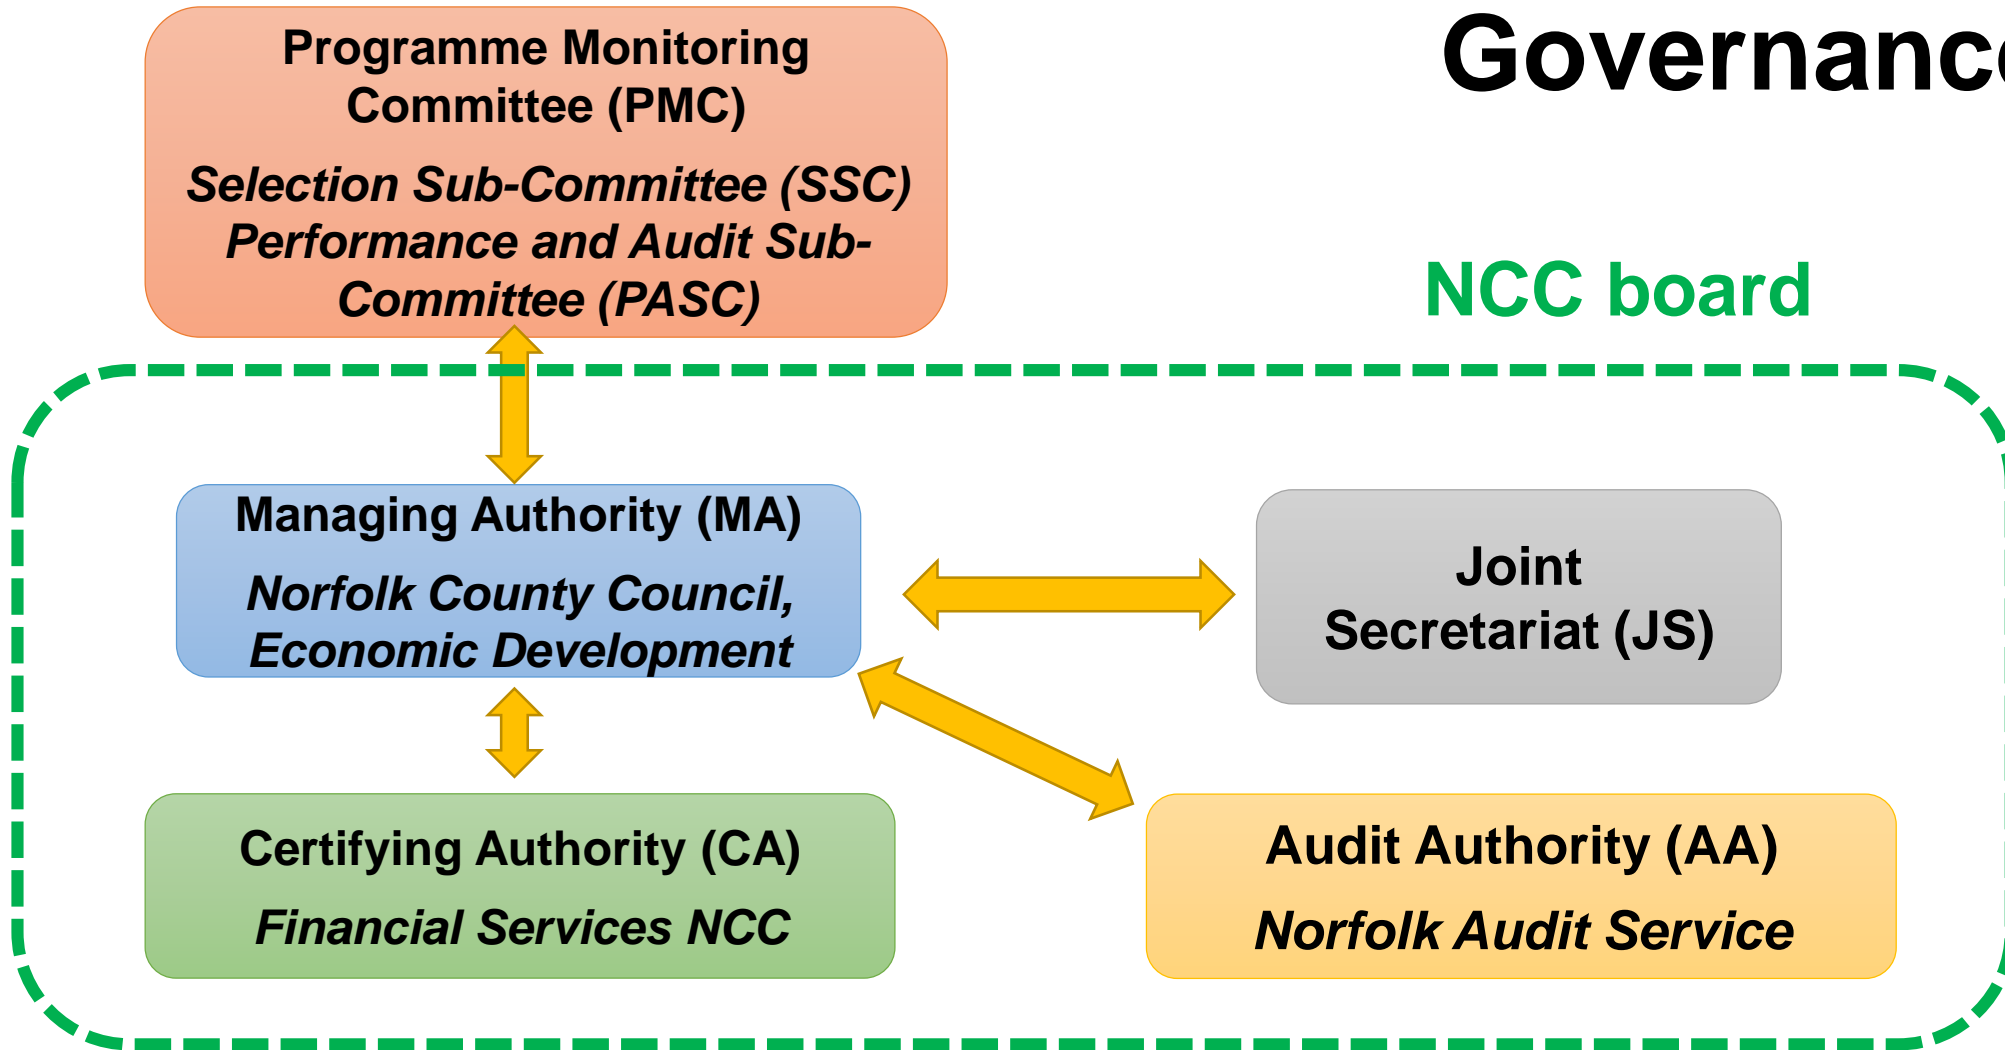 Governance
Programme Monitoring
Committee (PMC)
Selection Sub-Committee (SSC)
Performance and Audit Sub-
Committee (PASC)
NCC board
Managing Authority (MA)
Norfolk County Council,
Economic Development
Joint
Secretariat (JS)
Certifying Authority (CA)
Financial Services NCC
Audit Authority (AA)
Norfolk Audit Service